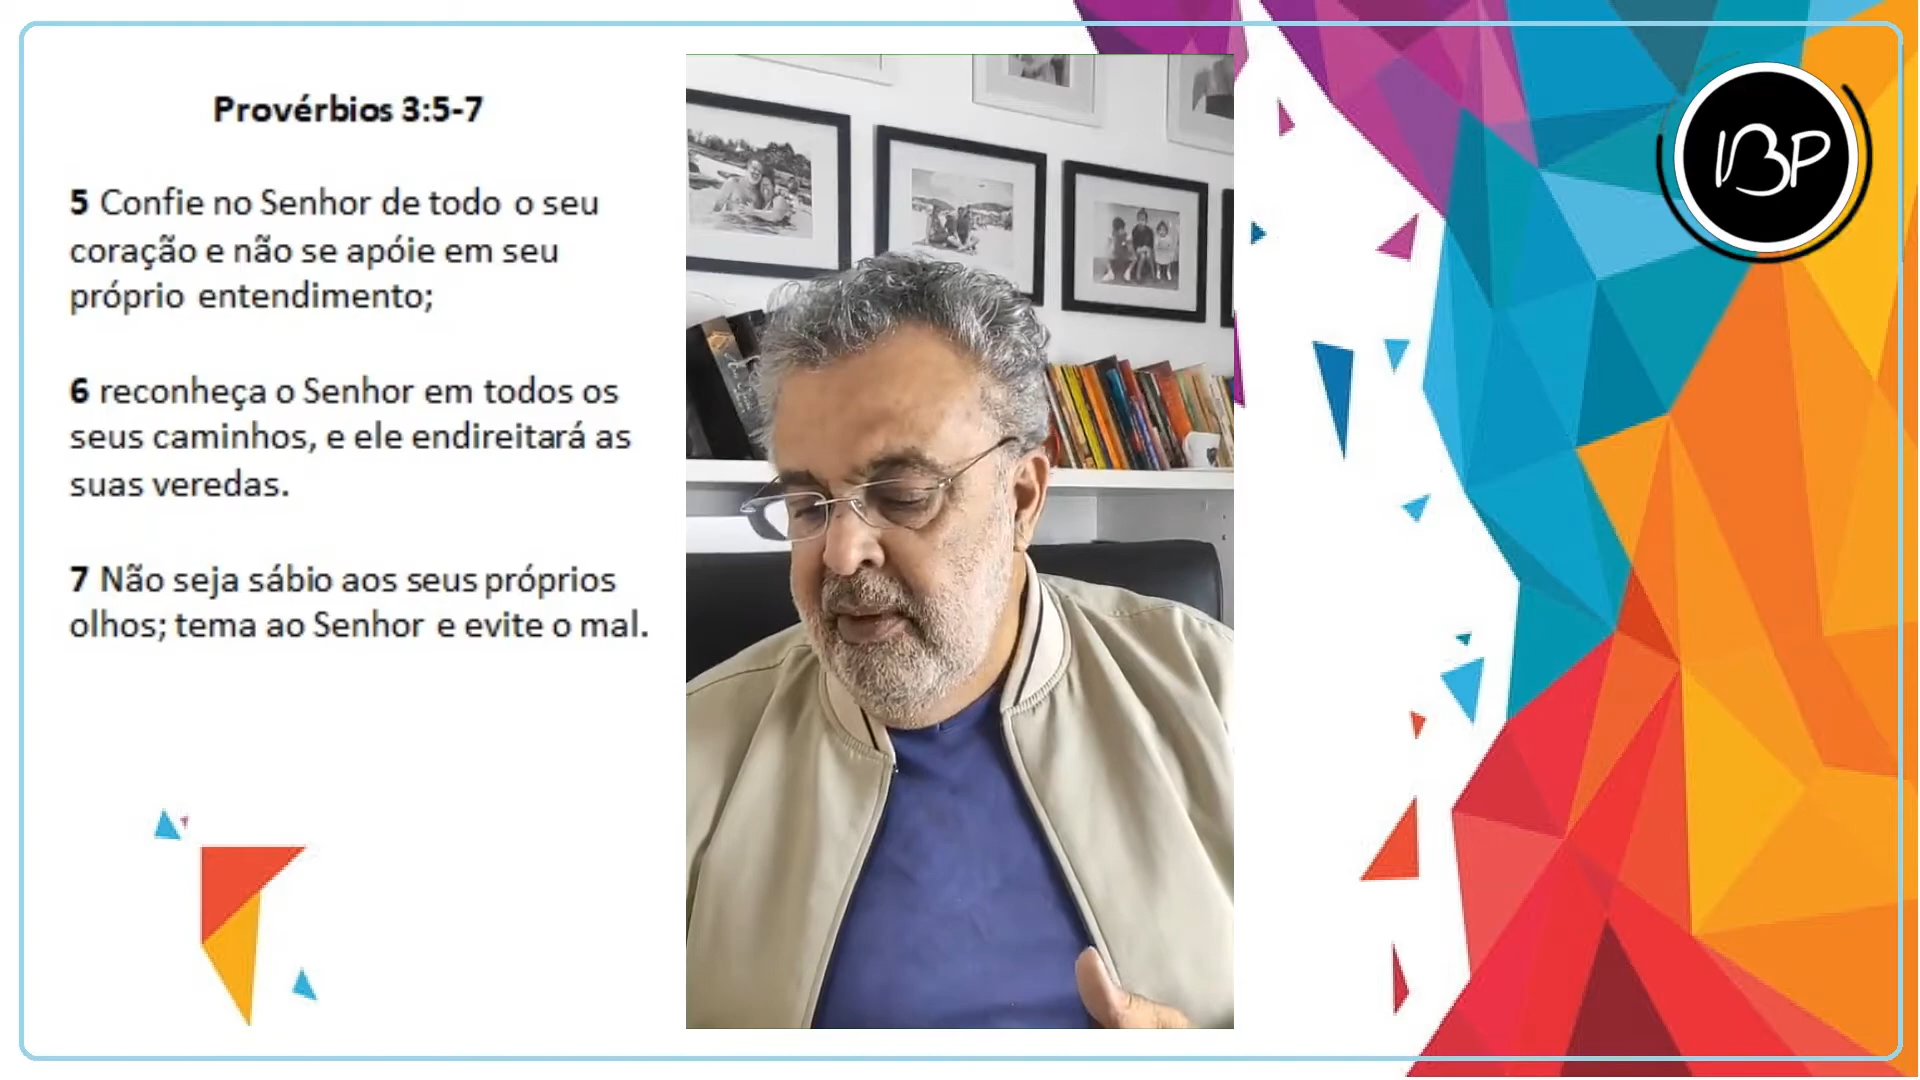 Provérbios 3:5-7
5 Confie no Senhor de todo o seu
coração e não se apóie em seu
próprio entendimento;
6 reconheça o Senhor em todos os
seus caminhos, e ele endireitará as
suas veredas.
7 Não seja sábio aos seus próprios
olhos; tema ao Senhor e evite o mal.
IBP